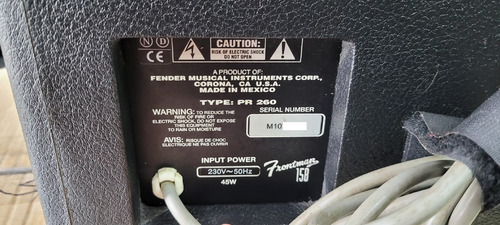 N D
CE
CAUTION:
RISK OF ELECTRIC SHOCK
DO NOT OPEN
A PRODUCT OF:
FENDER MUSICAL INSTRUMENTS CORP.
CORONA, CA U.S.A.
MADE IN MEXICO
TYPE: PR 260
SERIAL NUMBER
M10
WARNING: TO REDUCE THE
RISK OF FIRE OR
ELECTRIC SHOCK, DO NOT EXPOSE
THIS EQUIPMENT
TO RAIN OR MOISTURE
AVIS: RISQUE DE CHOC
ELECTRIQUE NE PAS OUVRIR
INPUT POWER
230V~50Hz
45W
Frontman
15B